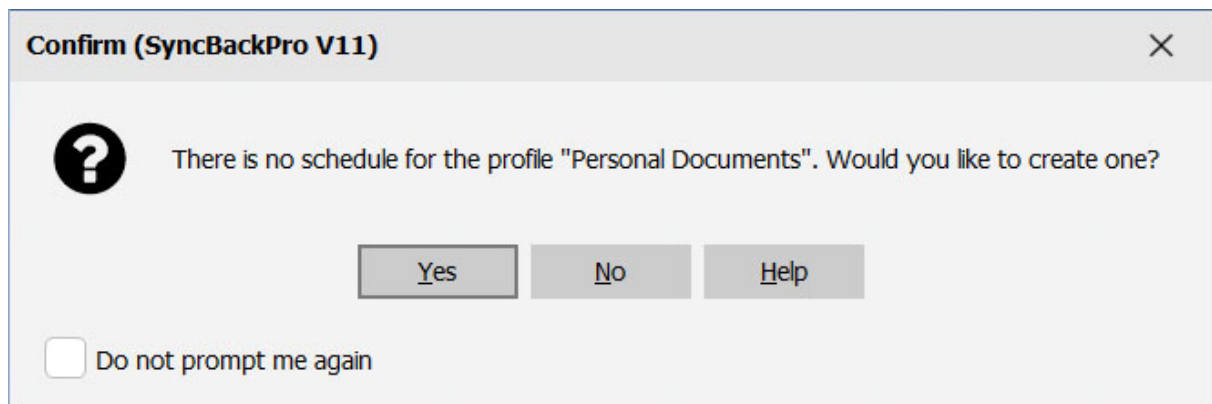 Confirm (SyncBackPro V11)
There is no schedule for the profile "Personal Documents". Would you like to create one?
Yes No Help
Do not prompt me again